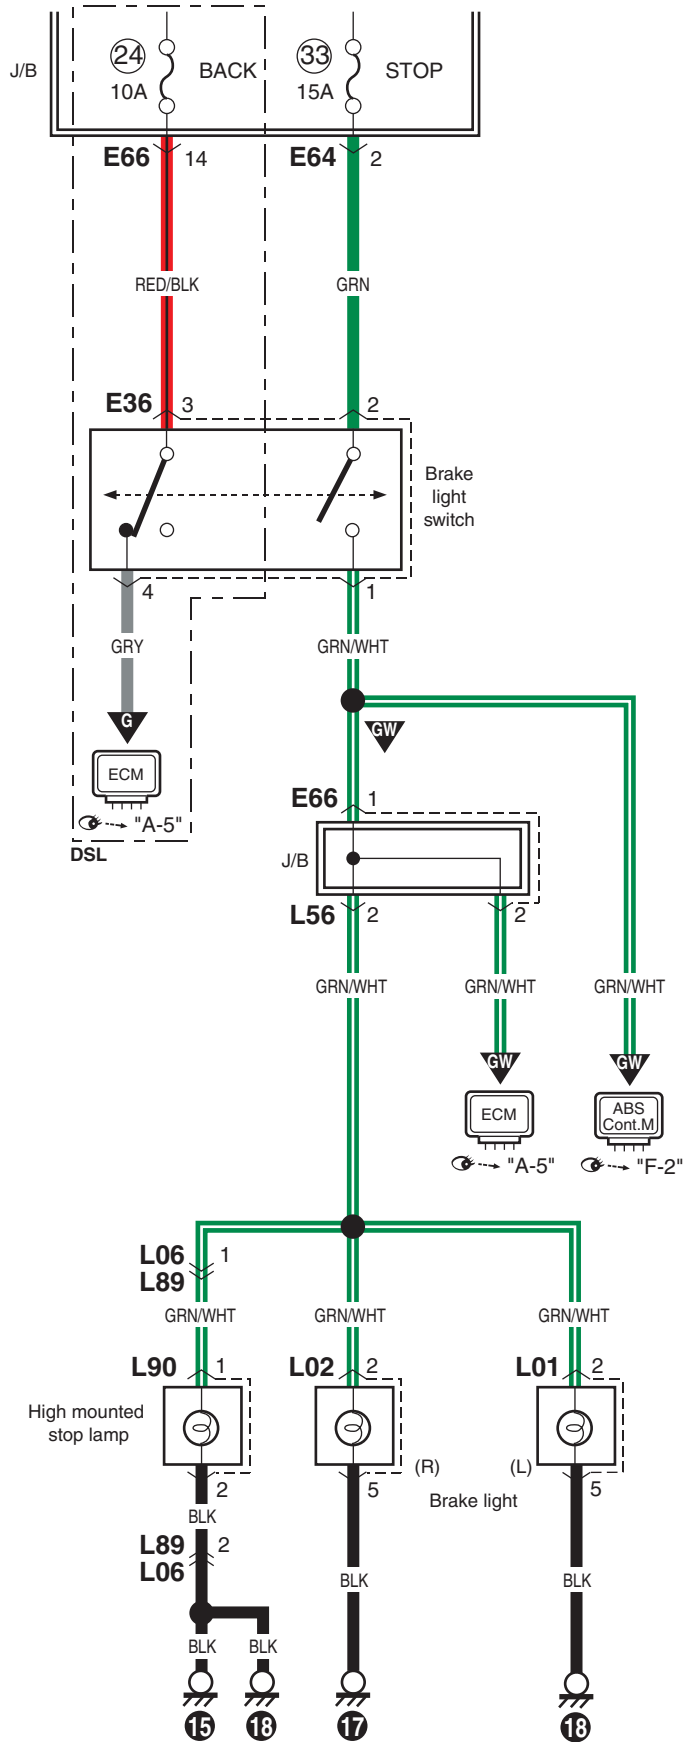 24
33
J/B
BACK
STOP
10A
15A
E66 14
E64 2
RED/BLK
GRN
E36 3
2
Brake
light
switch
4
1
GRY
GRN/WHT
G
GW
ECM
"A-5"
DSL
E66 1
J/B
L56 2
2
GRN/WHT
GRN/WHT
GRN/WHT
GW
GW
ECM
ABS
Cont.M
"A-5"
"F-2"
L06 1
L89
GRN/WHT
GRN/WHT
GRN/WHT
L90 1
L02 2
L01 2
High mounted
stop lamp
(R)
(L)
2
5
5
Brake light
BLK
L89 2
L06
BLK
BLK
BLK
BLK
15
18
17
18